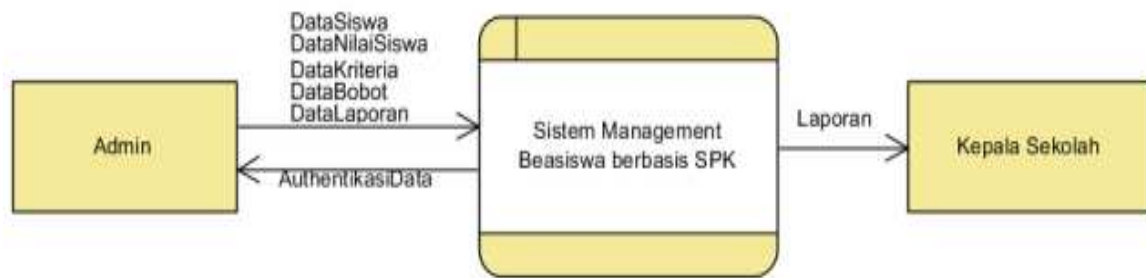 DataSiswa
DataNilaiSiswa
DataKriteria
DataBobot
DataLaporan
Admin
AuthentikasiData
Sistem Management
Beasiswa berbasis SPK
Laporan
Kepala Sekolah